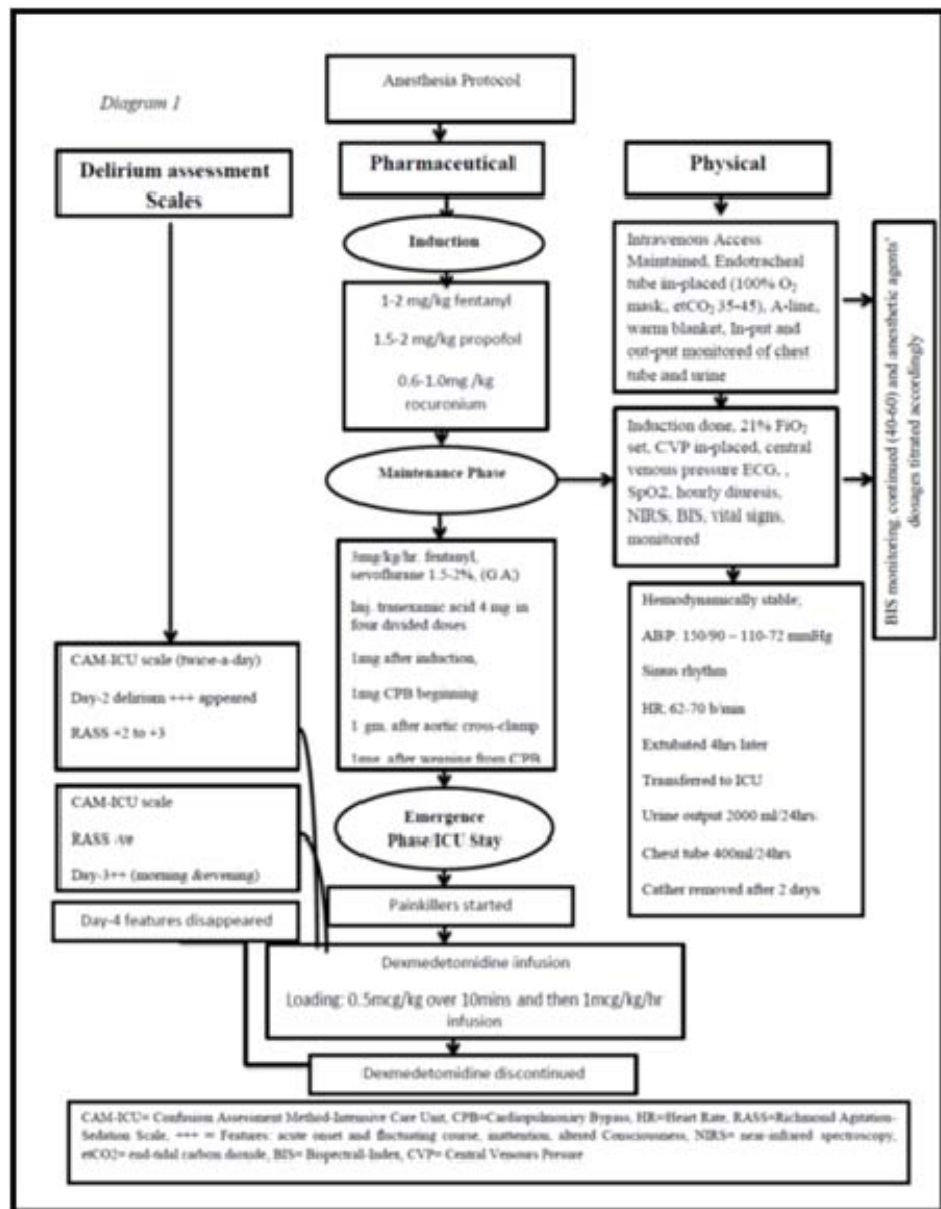 Anesthesia Protocol
Diagram 1
Delirium assessment
Scales
Pharmaceutical
Physical
Induction
1-2 mg/kg fentanyl
1.5-2 mg/kg propofoil
0.6-1.0mg /kg
rocuronium
Maintenance Phase
3mg/kg/hr. fentanyl,
sevoflurane 1.5-2%, (G.A;)
Inj. tranexamic acid 4 mg. in
four divided doses
1mg after induction,
1mg CPB beginning
1 gm. after aortic cross-clamp
1mg. after weaning from CPB
Emergence
Phase/ICU Stay
Painkillers started
Dexmedetomidine infusion
Loading: 0.5mcg/kg over 10mins and then 1mcg/kg/hr
infusion
Dexmedetomidine discontinued
Intravenous Access
Maintained, Endotracheal
tube in-placed (100% O₂
mask, etCO₂ 35-45), A-line,
warm blanket, In-put and
out-put monitored of chest
tube and urine
Induction done, 21% FiO₂
set, CVP in-placed, central
venous pressure ECG, ,
SpO2, hourly diuresis,
NIRS, BIS, vital signs,
monitored
Hemodynamically stable;
ABP: 150/90 – 110-72 mmHg
Sinus rhythm
HR: 62-70 b/min
Extubated 4hrs later
Transferred to ICU
Urine output 2000 ml/24hrs
Chest tube 400ml/24hrs
Cather removed after 2 days
BIS monitoring, continued (40-60) and anesthetic agents'
dosages titrated accordingly
CAM-ICU scale (twice-a-day)
Day-2 delirium +++ appeared
RASS +2 to +3
CAM-ICU scale
RASS -ve
Day-3++ (morning &evening)
Day-4 features disappeared
CAM-ICU= Confusion Assessment Method-Intensive Care Unit, CPB=Cardiopulmonary Bypass, HR=Heart Rate, RASS=Richmond Agitation-
Sedation Scale, +++ = Features: acute onset and fluctuating course, inattention, altered Consciousness, NIRS= near-infrared spectroscopy,
etCO2= end-tidal carbon dioxide, BIS= Bispectral-Index, CVP= Central Venours Presure